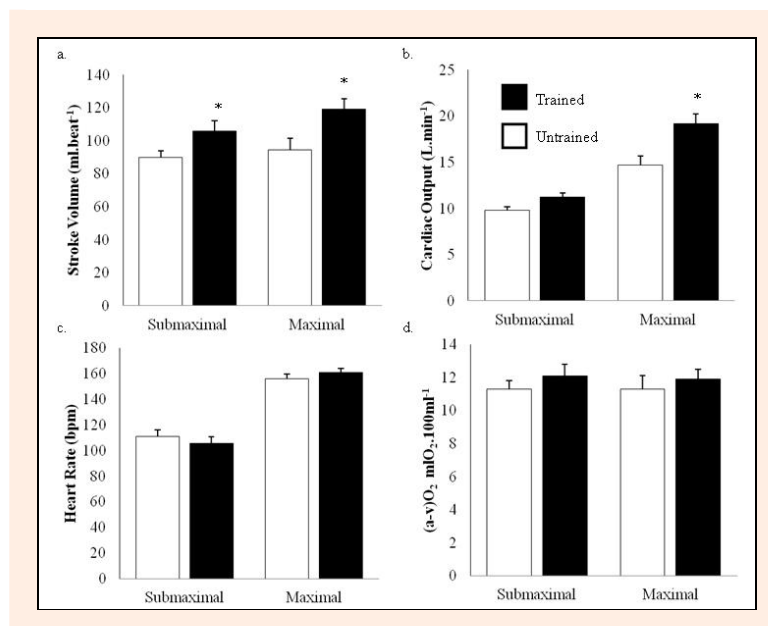 a.
Stroke Volume (ml.beat⁻¹)
140
120
100
80
60
40
20
0
*
*
Submaximal
Maximal
b.
Cardiac Output (L.min⁻¹)
25
20
15
10
5
0
Trained
Untrained
*
Submaximal
Maximal
c.
Heart Rate (bpm)
180
160
140
120
100
80
60
40
20
0
Submaximal
Maximal
d.
(a-v)O₂ mlO₂.100ml⁻¹
14
12
10
8
6
4
2
0
Submaximal
Maximal